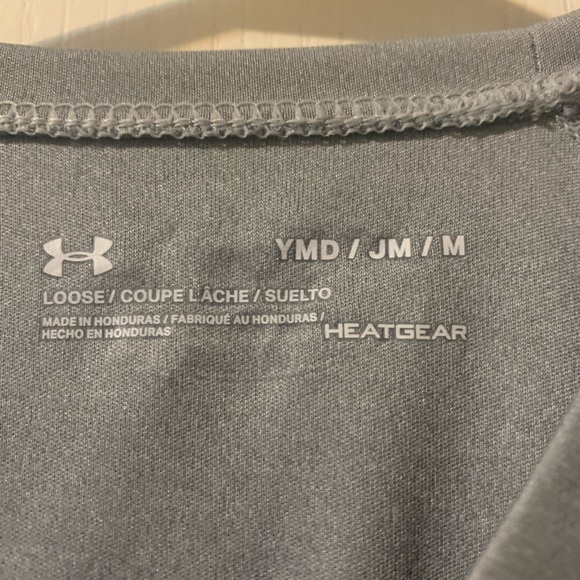 YMD / JM / M
LOOSE / COUPE LÂCHE / SUELTO
MADE IN HONDURAS / FABRIQUÉ AU HONDURAS /
HECHO EN HONDURAS
HEATGEAR